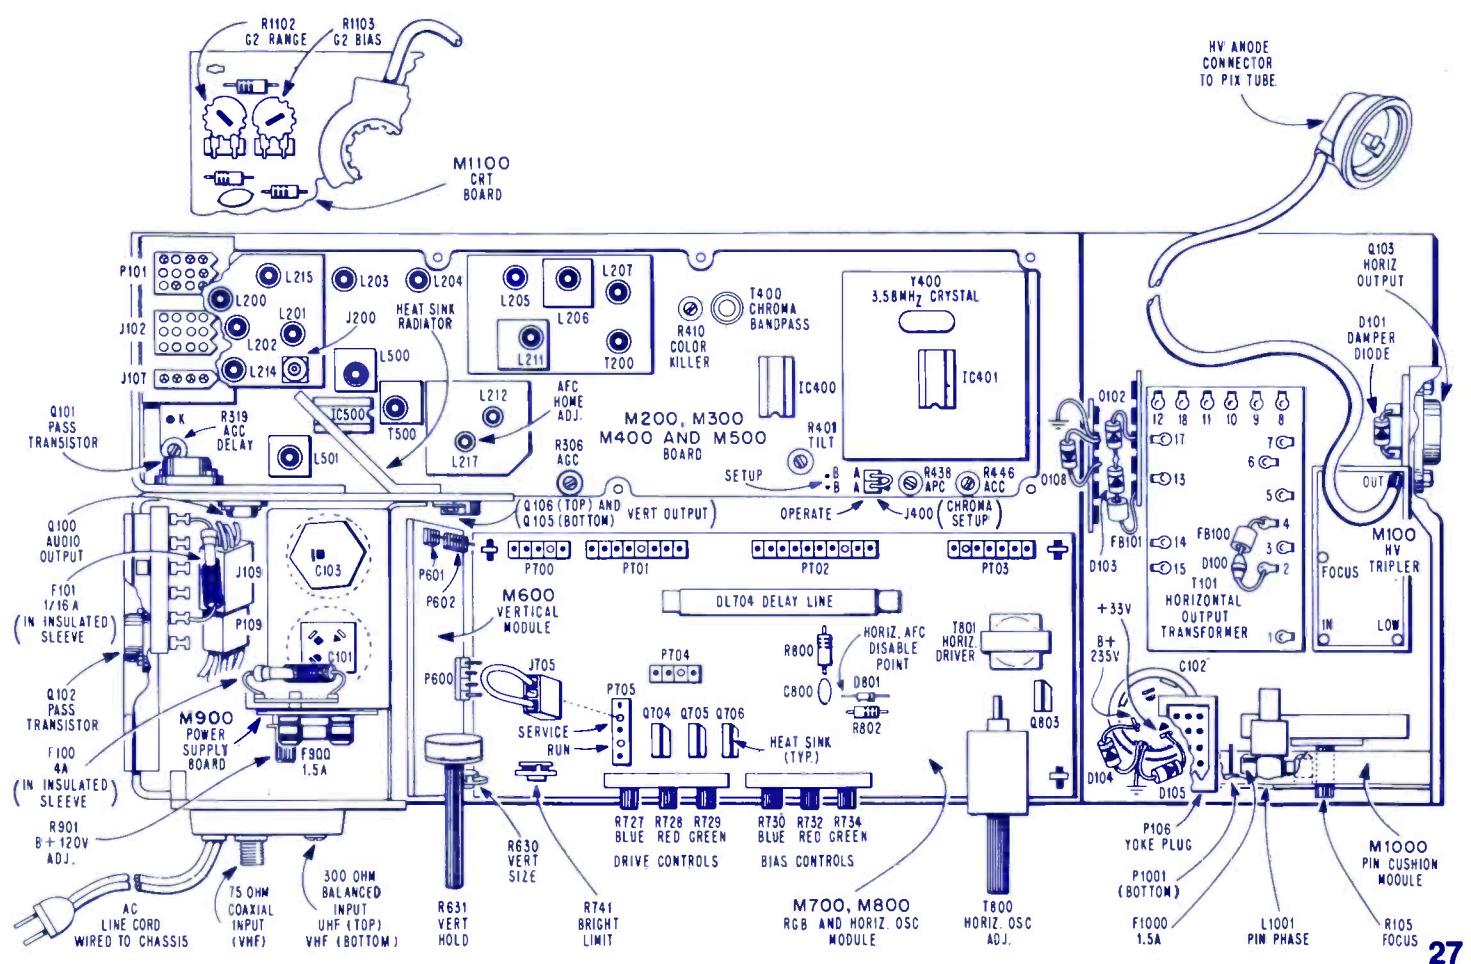 R1102
G2 RANGE
R1103
G2 BIAS
M1100
CRT
BOARD
HV ANODE
CONNECTOR
TO PIX TUBE
P101
J102
J107
L215
L200
L202
L201
L214
L203
L204
HEAT SINK
RADIATOR
J200
L500
IC500
T500
L501
K
R319
AGC
DELAY
Q101
PASS
TRANSISTOR
L205
L206
L207
L211
T200
R410
COLOR
KILLER
T400
CHROMA
BANDPASS
Y400
3.58MHZ CRYSTAL
IC400
IC401
L212
L217
AFC
HOME
ADJ.
M200, M300
M400 AND M500
BOARD
R306
AGC
R401
TILT
SETUP
B
B
A
A
OPERATE
J400
(CHROMA
SETUP)
R438
APC
R446
ACC
Q103
HORIZ
OUTPUT
D101
DAMPER
DIODE
Q102
Q108
D103
FB101
12 18 11 10 9 8
17
13
14
15
7
6
5
4
3
2
1
FB100
D100
T101
HORIZONTAL
OUTPUT
TRANSFORMER
OUT
M100
HV
TRIPLER
FOCUS
IN
LOW
Q100
AUDIO
OUTPUT
F101
1/16 A
(IN INSULATED)
SLEEVE
Q102
PASS
TRANSISTOR
F100
4A
(IN INSULATED)
SLEEVE
R901
B+120V
ADJ.
J109
P109
C103
C101
M900
POWER
SUPPLY
BOARD
F900
1.5A
Q106 (TOP) AND
Q105 (BOTTOM)
VERT OUTPUT
P601
P602
P600
M600
VERTICAL
MODULE
P700
P701
P702
P703
DL704 DELAY LINE
P704
J705
P705
SERVICE
RUN
Q704
Q705
Q706
HEAT SINK
(TYP.)
R800
C800
HORIZ. AFC
DISABLE
POINT
D801
R802
T801
HORIZ.
DRIVER
Q803
+33V
B+
235V
C102
D104
D105
R727
BLUE
R728
RED
R729
GREEN
DRIVE CONTROLS
R730
BLUE
R732
RED
R734
GREEN
BIAS CONTROLS
R630
VERT
SIZE
R631
VERT
HOLD
R741
BRIGHT
LIMIT
M700, M800
RGB AND HORIZ. OSC
MODULE
T800
HORIZ. OSC
ADJ.
P106
YOKE PLUG
P1001
(BOTTOM)
F1000
1.5A
L1001
PIN PHASE
R105
FOCUS
M1000
PIN CUSHION
MODULE
AC
LINE CORD
WIRED TO CHASSIS
75 OHM
COAXIAL
INPUT
(VHF)
300 OHM
BALANCED
INPUT
UHF (TOP)
VHF (BOTTOM)
27